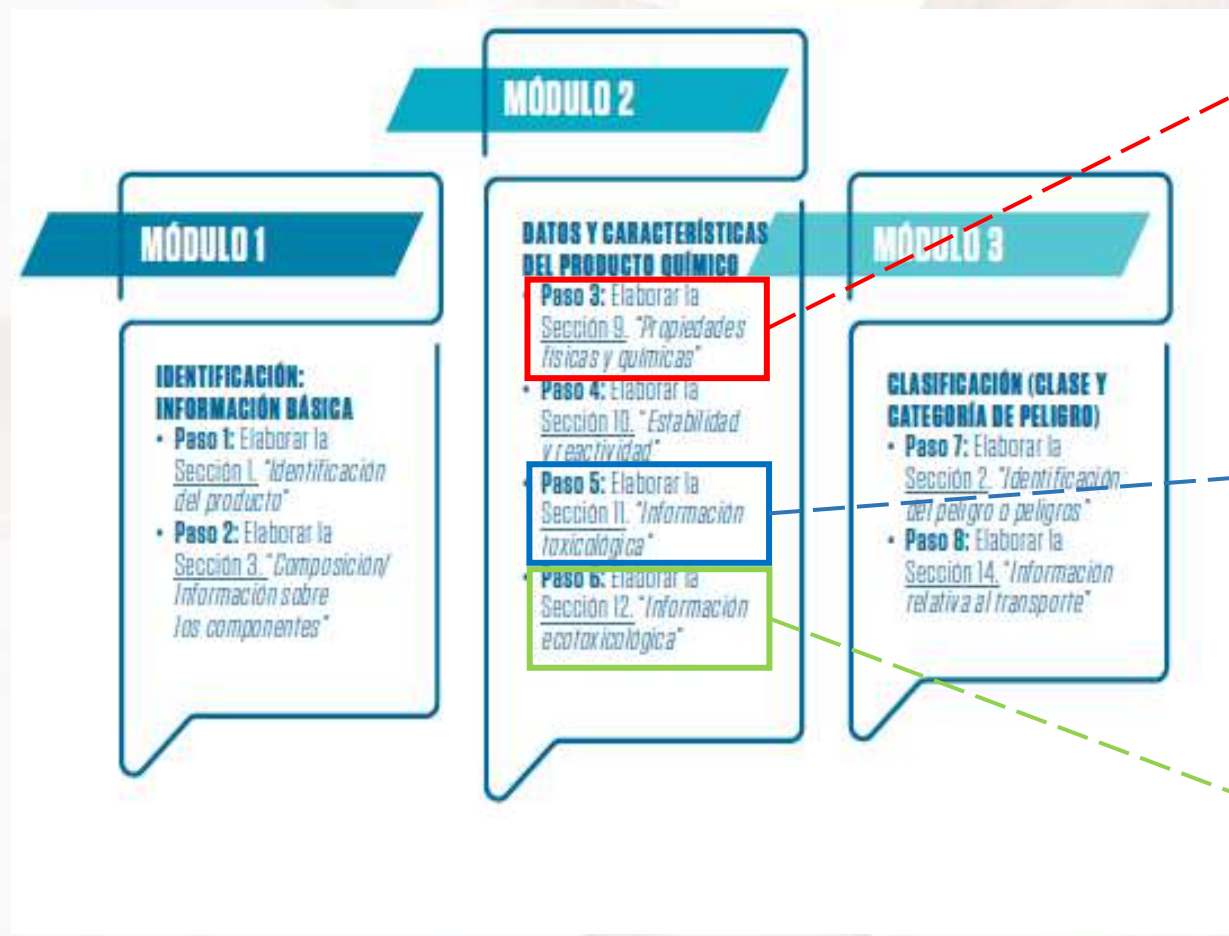 MÓDULO 1
IDENTIFICACIÓN:
INFORMACIÓN BÁSICA
• Paso 1: Elaborar la
Sección 1. "Identificación
del producto"
• Paso 2: Elaborar la
Sección 3. "Composición/
Información sobre
los componentes"
MÓDULO 2
DATOS Y CARACTERÍSTICAS
DEL PRODUCTO QUÍMICO
• Paso 3: Elaborar la
Sección 9. "Propiedades
físicas y químicas"
• Paso 4: Elaborar la
Sección 10. "Estabilidad
y reactividad"
• Paso 5: Elaborar la
Sección 11. "Información
toxicológica"
• Paso 6: Elaborar la
Sección 12. "Información
ecotoxicológica"
MÓDULO 3
CLASIFICACIÓN (CLASE Y
CATEGORÍA DE PELIGRO)
• Paso 7: Elaborar la
Sección 2. "Identificación
del peligro o peligros"
• Paso 8: Elaborar la
Sección 14. "Información
relativa al transporte"